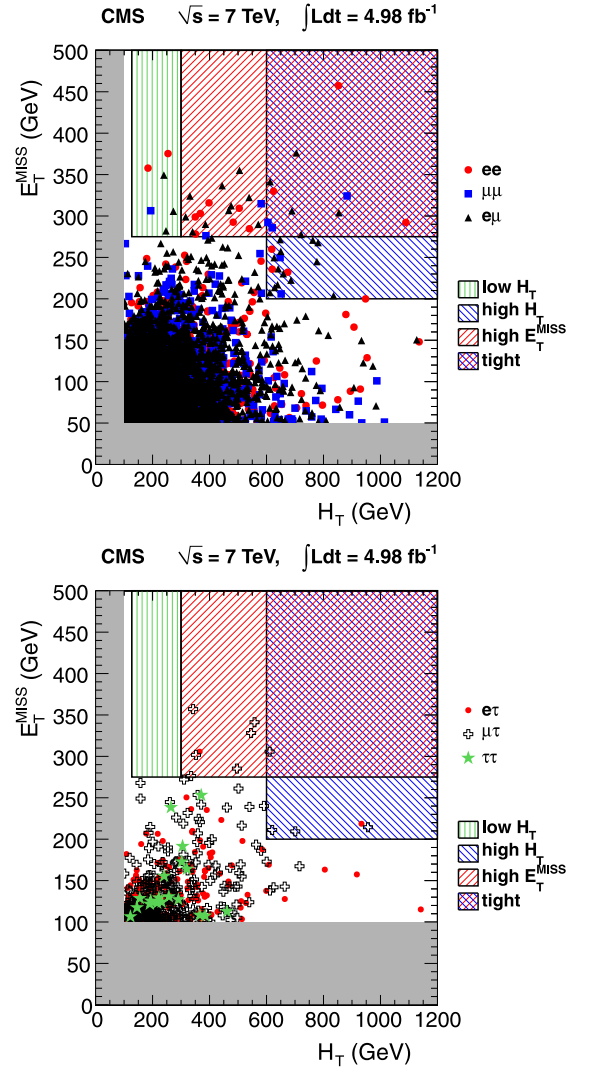 CMS √s = 7 TeV, ∫Ldt = 4.98 fb⁻¹
500
450
400
350
300
250
200
150
100
50
0
E_T^MISS (GeV)
ee
μμ
eμ
low H_T
high H_T
high E_T^MISS
tight
0 200 400 600 800 1000 1200
H_T (GeV)
CMS √s = 7 TeV, ∫Ldt = 4.98 fb⁻¹
500
450
400
350
300
250
200
150
100
50
0
E_T^MISS (GeV)
eτ
μτ
ττ
low H_T
high H_T
high E_T^MISS
tight
0 200 400 600 800 1000 1200
H_T (GeV)